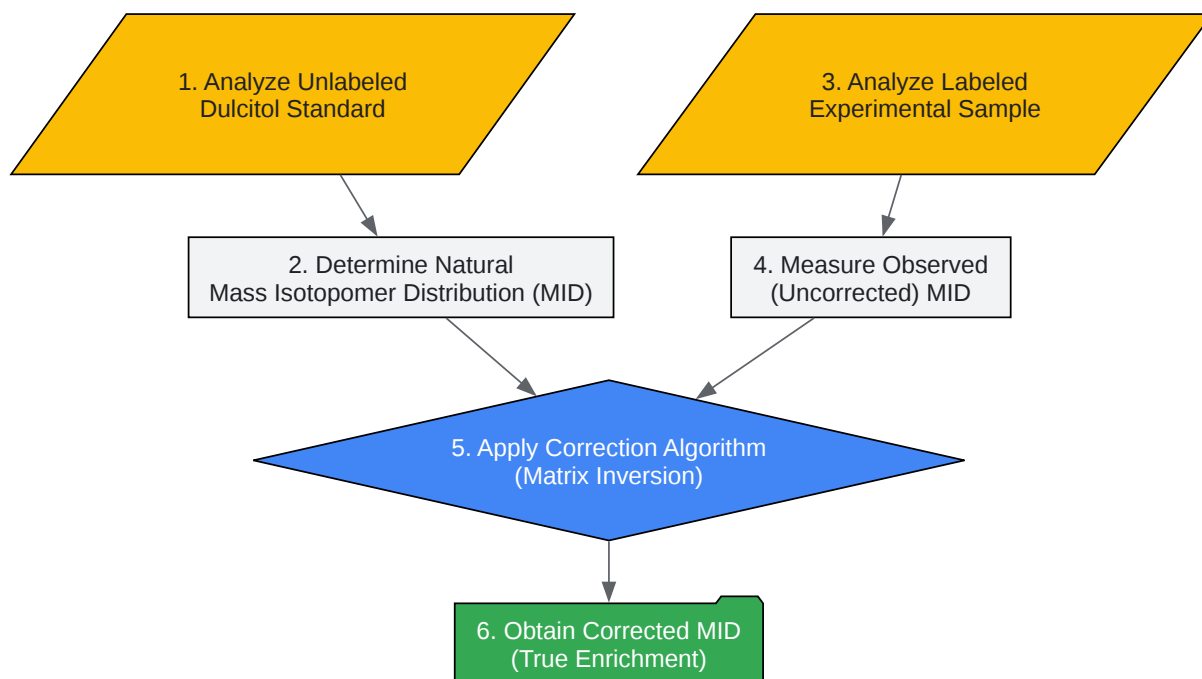 1. Analyze Unlabeled
Dulcitol Standard
3. Analyze Labeled
Experimental Sample
2. Determine Natural
Mass Isotopomer Distribution (MID)
4. Measure Observed
(Uncorrected) MID
5. Apply Correction Algorithm
(Matrix Inversion)
6. Obtain Corrected MID
(True Enrichment)